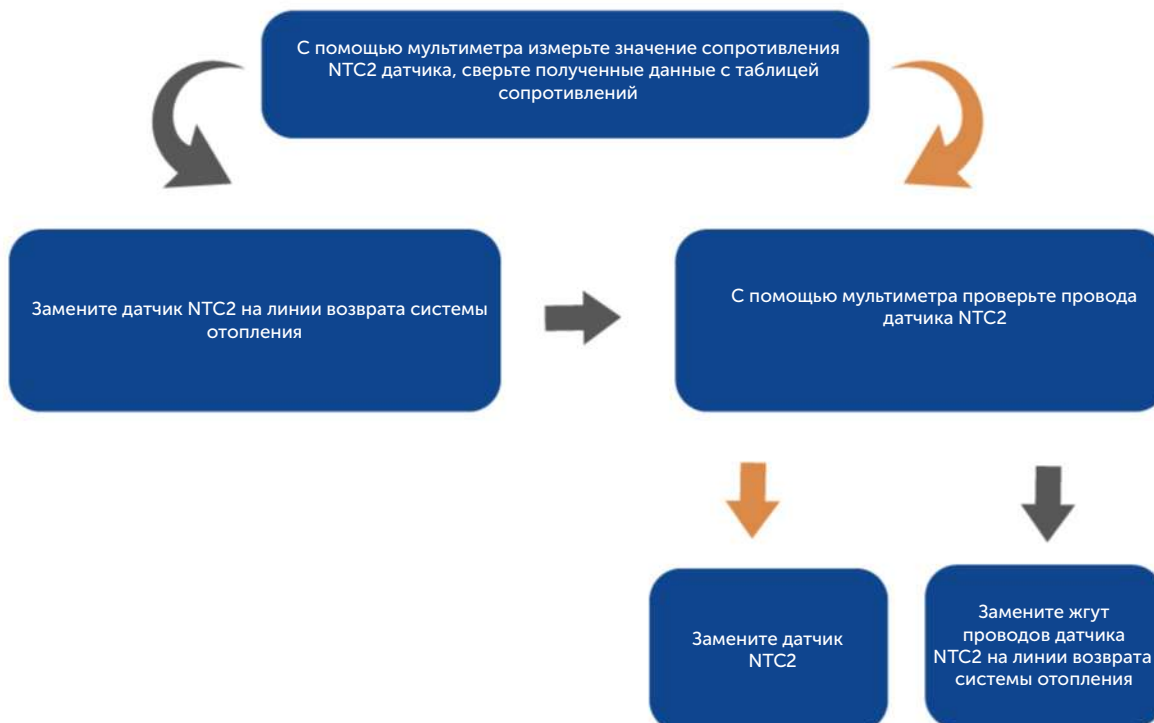 С помощью мультиметра измерьте значение сопротивления
NTC2 датчика, сверьте полученные данные с таблицей
сопротивлений
Замените датчик NTC2 на линии возврата системы
отопления
С помощью мультиметра проверьте провода
датчика NTC2
Замените датчик
NTC2
Замените жгут
проводов датчика
NTC2 на линии возврата
системы отопления